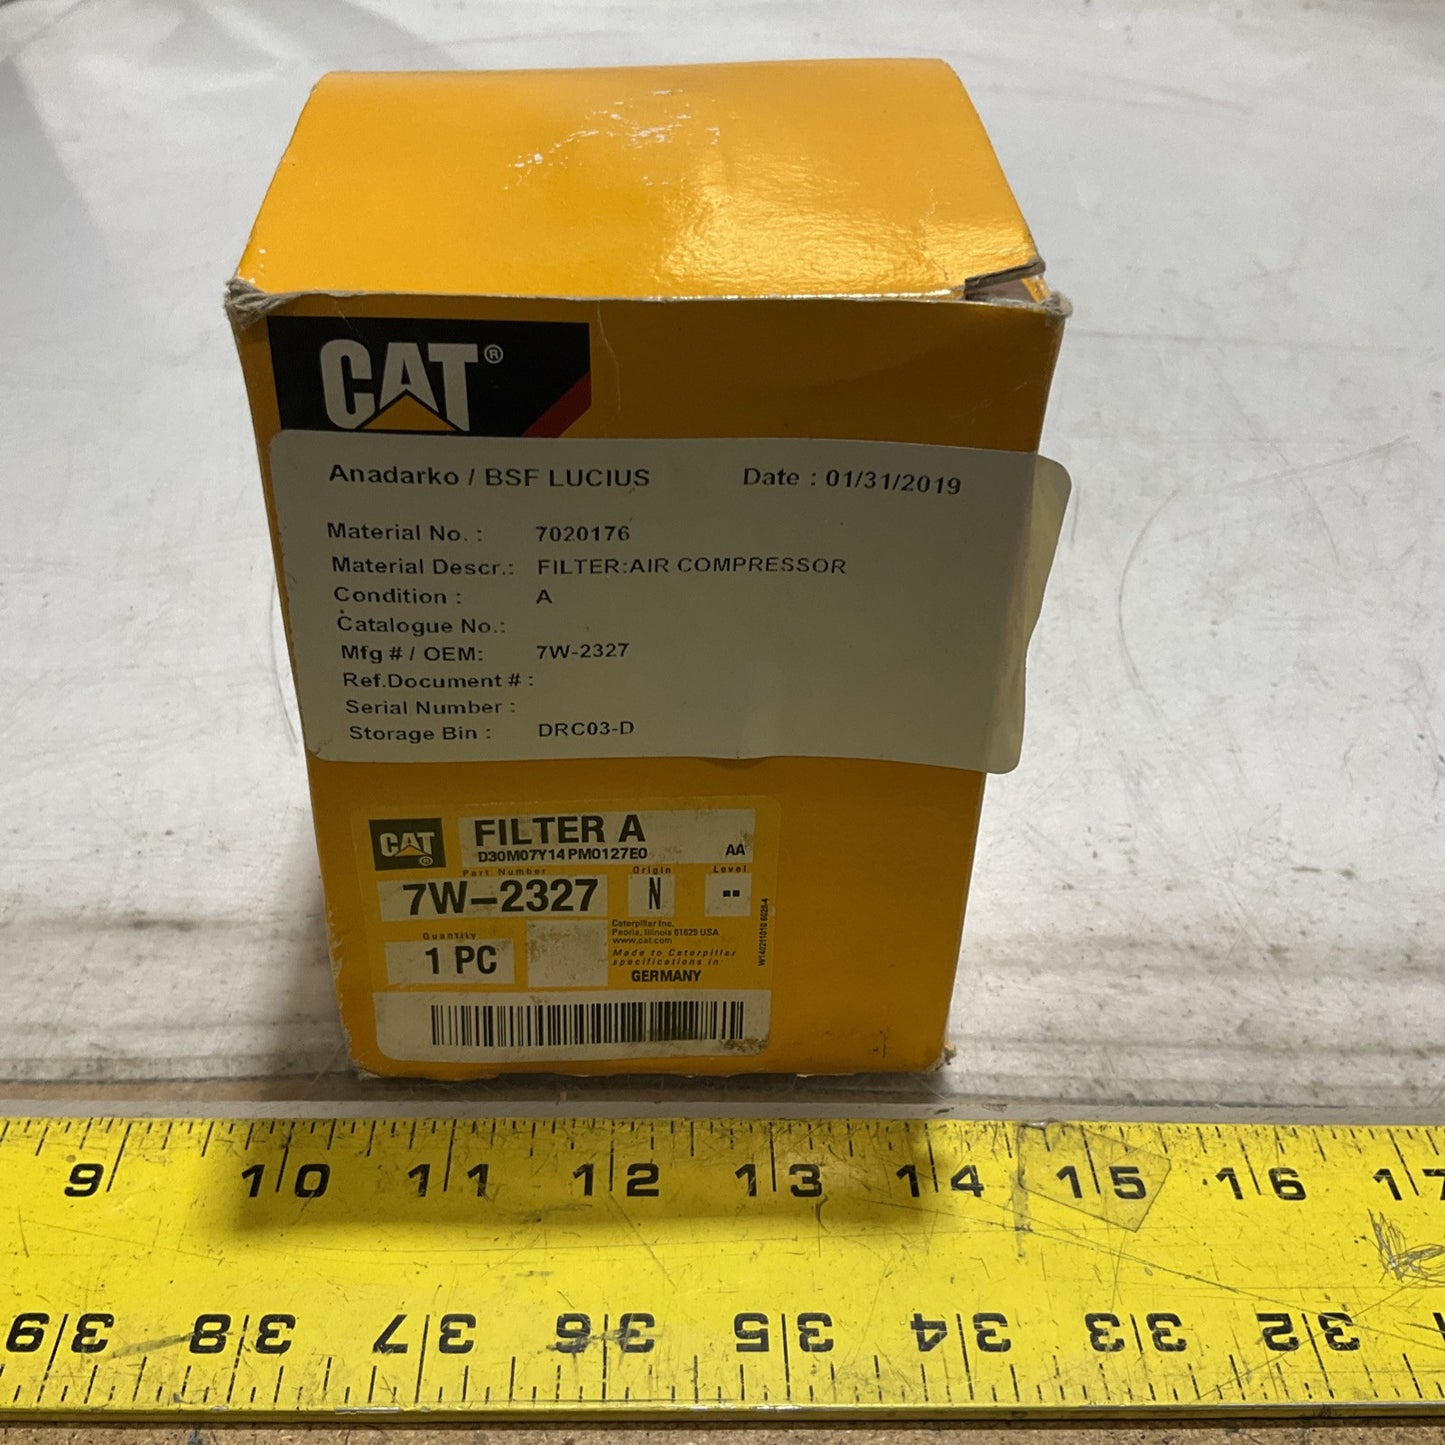 CAT®
Anadarko / BSF LUCIUS Date : 01/31/2019
Material No. : 7020176
Material Descr.: FILTER:AIR COMPRESSOR
Condition : A
Catalogue No.:
Mfg # / OEM: 7W-2327
Ref.Document # :
Serial Number :
Storage Bin : DRC03-D
CAT®
FILTER A
D30M07Y14 PM0127E0 AA
Part Number Origin Level
7W-2327 N --
Quantity
1 PC
Caterpillar Inc.
Peoria, Illinois 61629 USA
www.cat.com
Made to Caterpillar
specifications in:
GERMANY
9 10 11 12 13 14 15 16 17
39 38 37 36 35 34 33 32